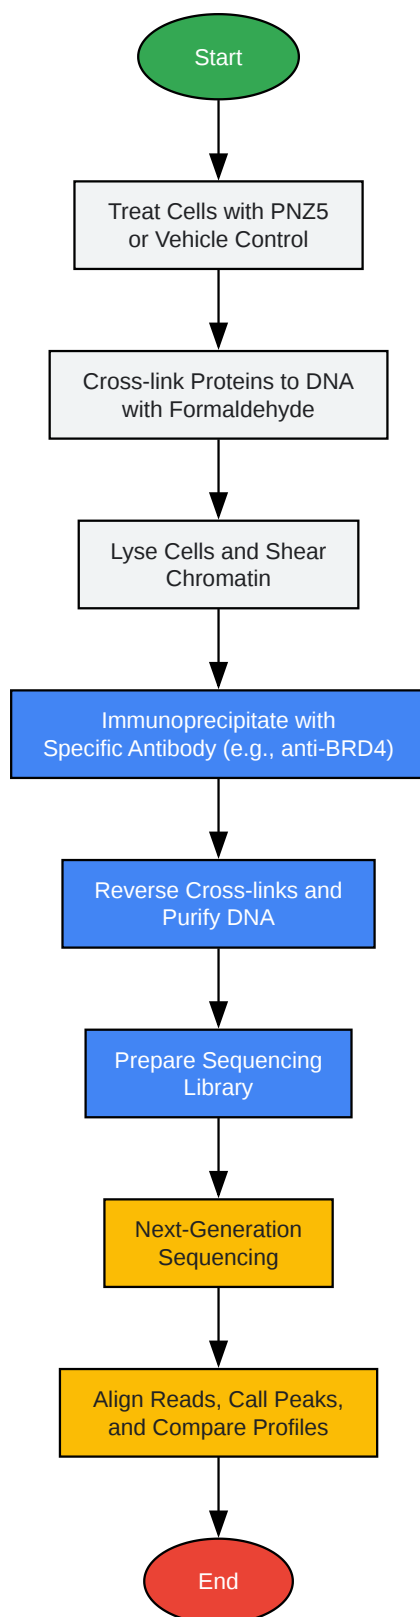 Start
Treat Cells with PNZ5
or Vehicle Control
Cross-link Proteins to DNA
with Formaldehyde
Lyse Cells and Shear
Chromatin
Immunoprecipitate with
Specific Antibody (e.g., anti-BRD4)
Reverse Cross-links and
Purify DNA
Prepare Sequencing
Library
Next-Generation
Sequencing
Align Reads, Call Peaks,
and Compare Profiles
End